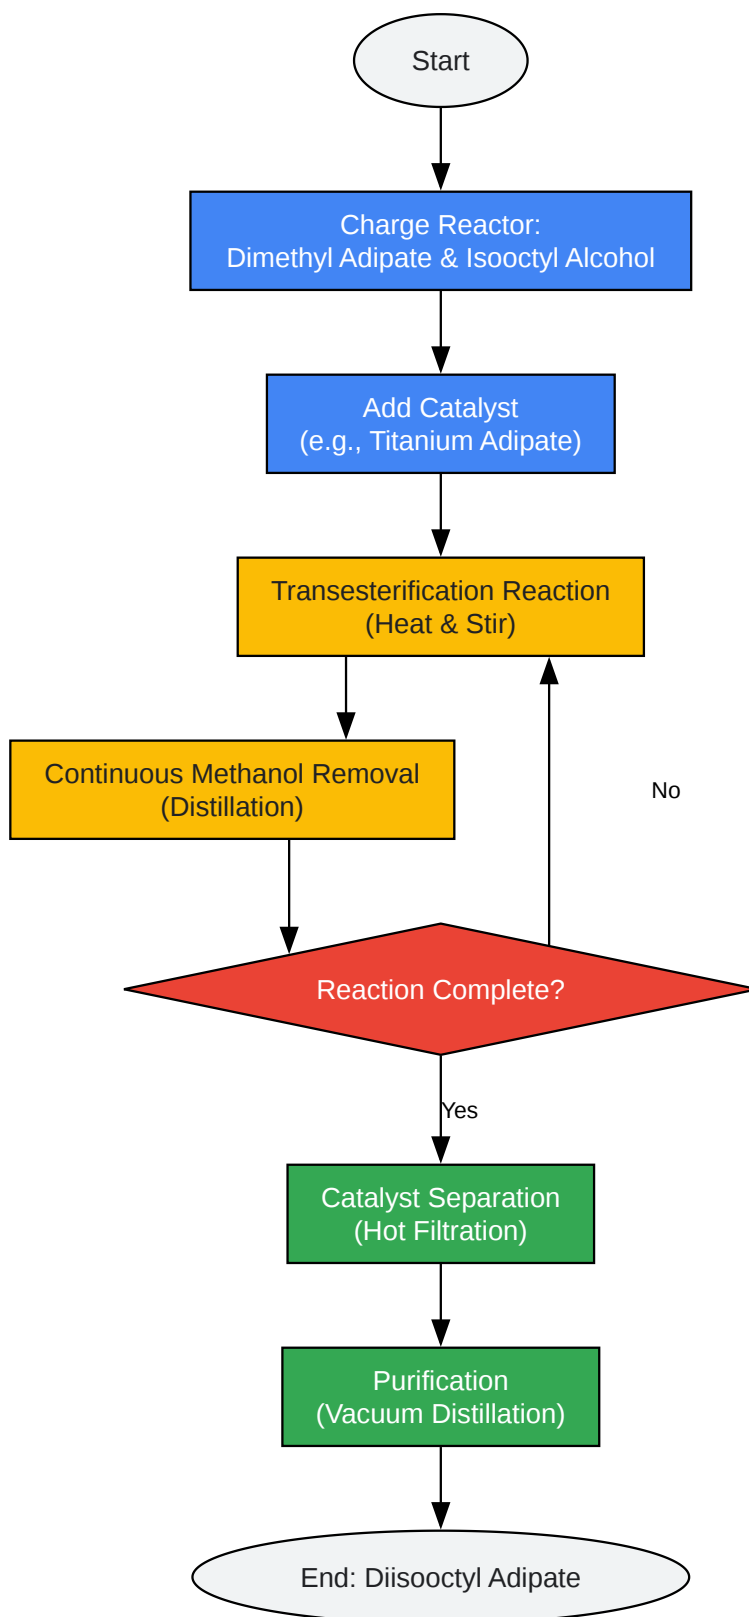 Start
Charge Reactor:
Dimethyl Adipate & Isooctyl Alcohol
Add Catalyst
(e.g., Titanium Adipate)
Transesterification Reaction
(Heat & Stir)
Continuous Methanol Removal
(Distillation)
No
Reaction Complete?
Yes
Catalyst Separation
(Hot Filtration)
Purification
(Vacuum Distillation)
End: Diisooctyl Adipate